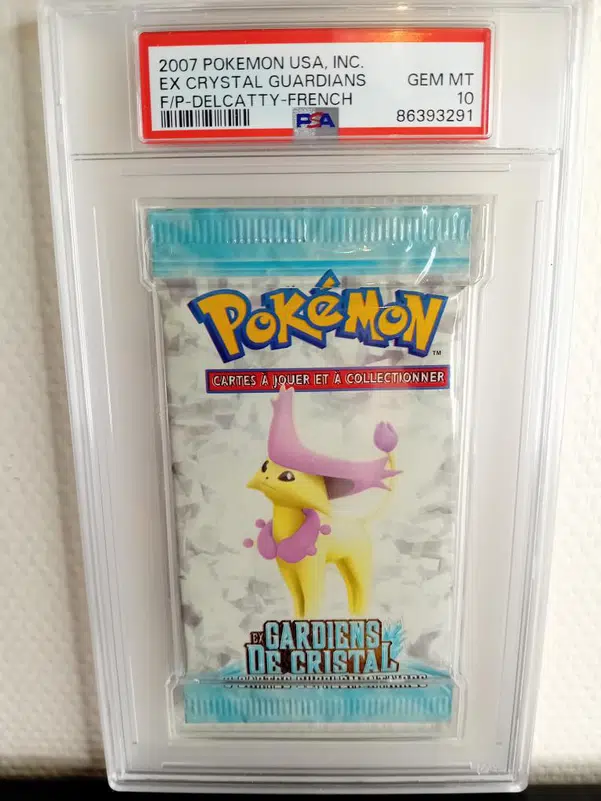 2007 POKEMON USA, INC.
EX CRYSTAL GUARDIANS GEM MT
F/P-DELCATTY-FRENCH 10
PSA 86393291
POKéMON
™
CARTES À JOUER ET À COLLECTIONNER
EX GARDIENS
DE CRISTAL